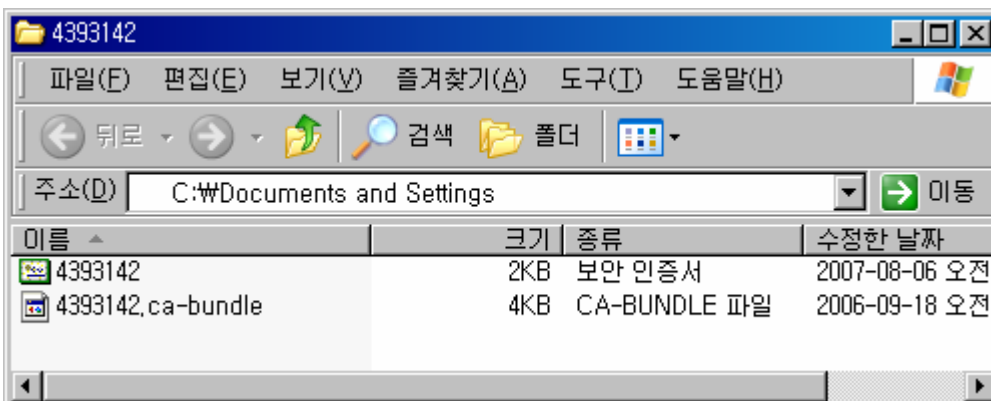 4393142
파일(F) 편집(E) 보기(V) 즐겨찾기(A) 도구(T) 도움말(H)
뒤로 검색 폴더
주소(D) C:₩Documents and Settings 이동
이름 크기 종류 수정한 날짜
4393142 2KB 보안 인증서 2007-08-06 오전
4393142.ca-bundle 4KB CA-BUNDLE 파일 2006-09-18 오전